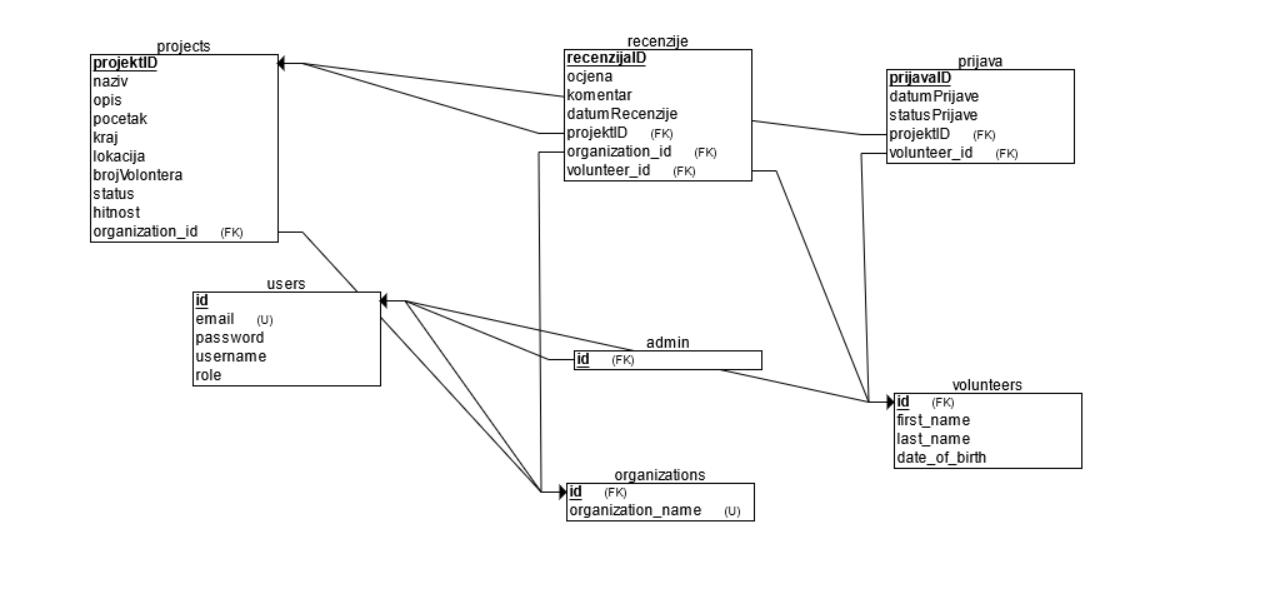 projects
projektID
naziv
opis
pocetak
kraj
lokacija
brojVolontera
status
hitnost
organization_id (FK)
recenzije
recenzijaID
ocjena
komentar
datumRecenzije
projektID (FK)
organization_id (FK)
volunteer_id (FK)
prijava
prijavaID
datumPrijave
statusPrijave
projektID (FK)
volunteer_id (FK)
users
id
email (U)
password
username
role
admin
id (FK)
volunteers
id (FK)
first_name
last_name
date_of_birth
organizations
id (FK)
organization_name (U)